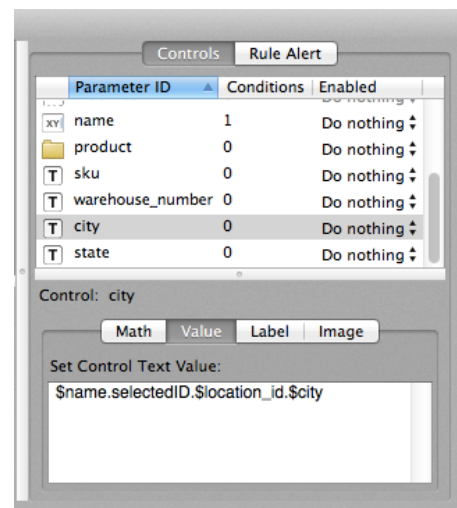 Controls Rule Alert
Parameter ID Conditions Enabled
XY name 1 Do nothing
product 0
Do nothing
T sku 0 Do nothing
T warehouse_number 0 Do nothing
T city 0 Do nothing
T state 0 Do nothing
Control: city
Math Value Label Image
Set Control Text Value:
$name.selectedID.$location_id.$city